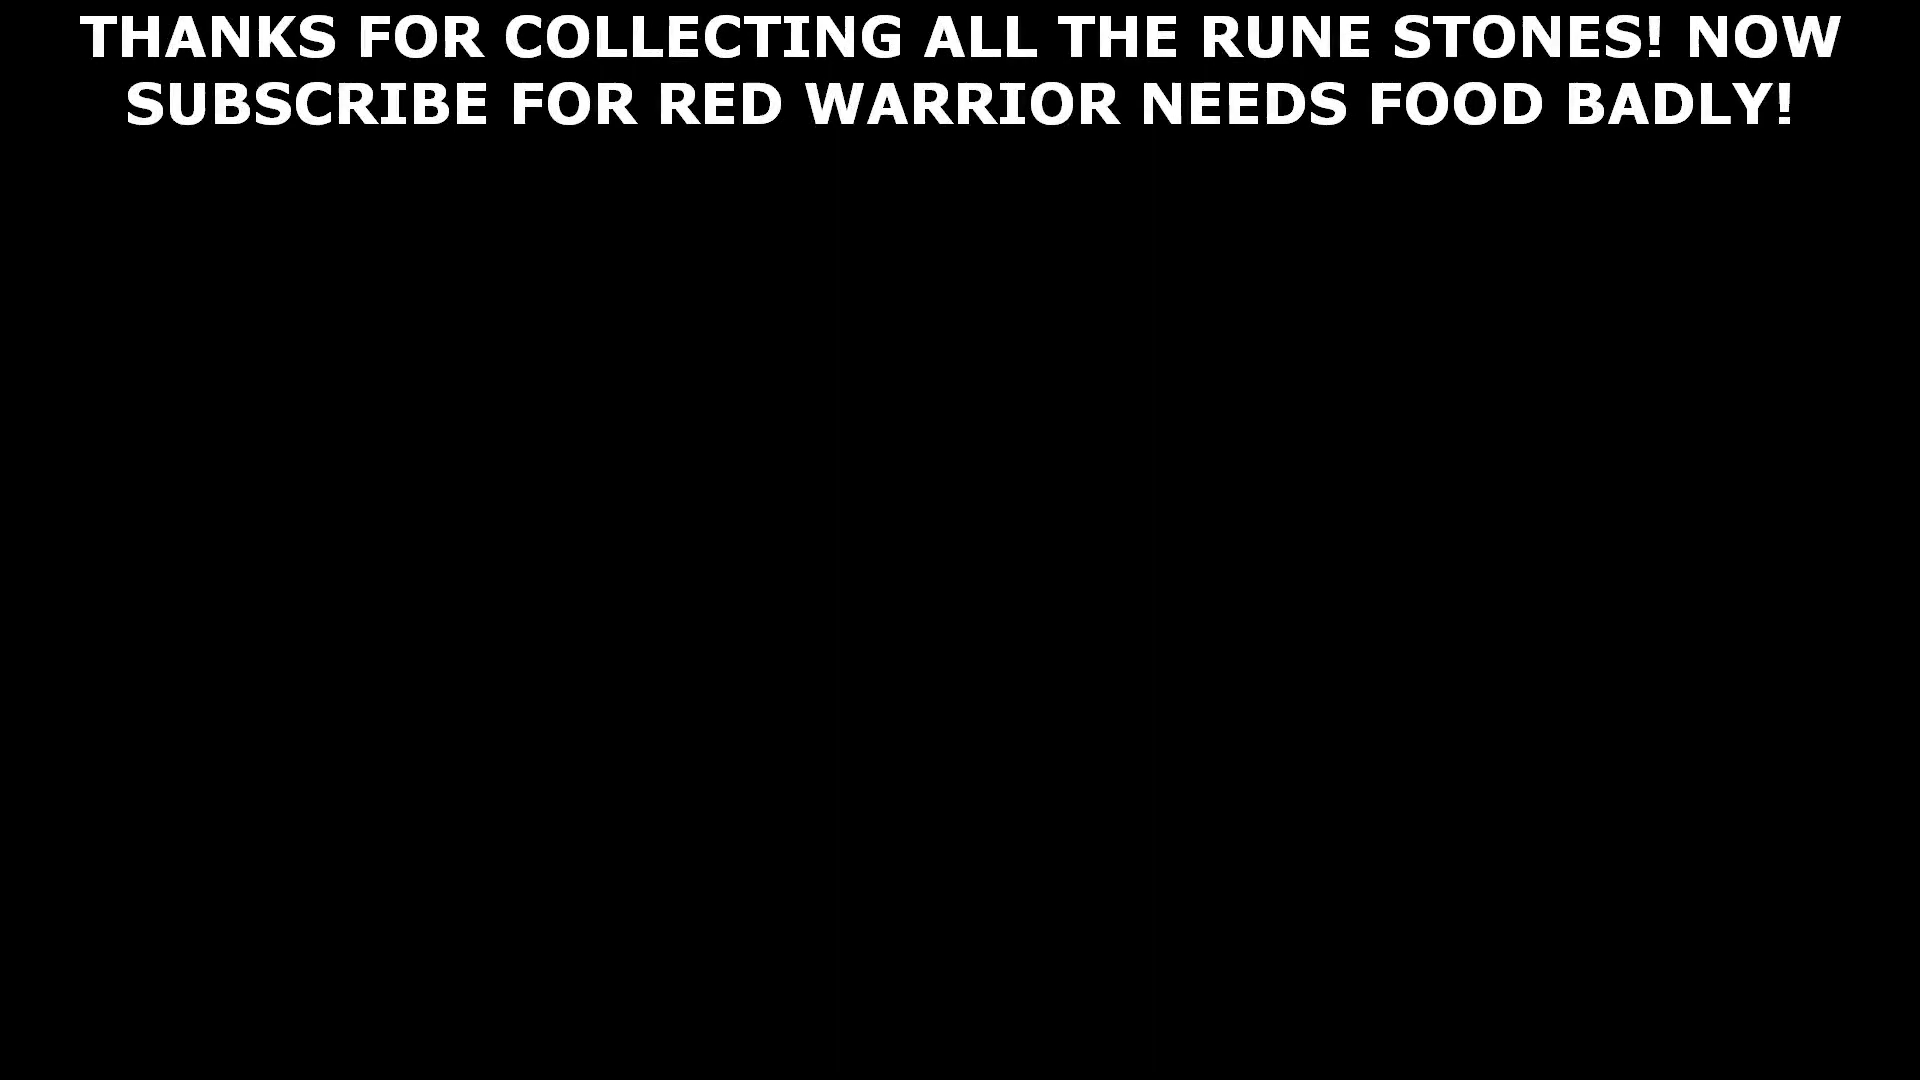 THANKS FOR COLLECTING ALL THE RUNE STONES! NOW
SUBSCRIBE FOR RED WARRIOR NEEDS FOOD BADLY!